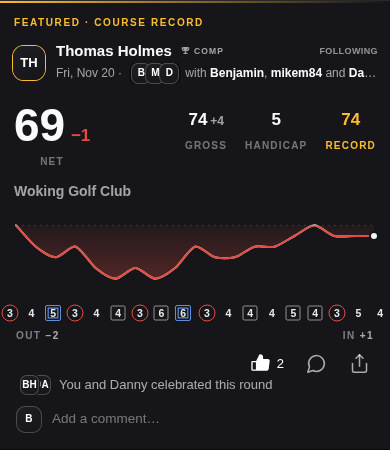 FEATURED · COURSE RECORD
TH Thomas Holmes COMP FOLLOWING
Fri, Nov 20 · B M D with Benjamin, mikem84 and Da…
69 −1 74 +4 5 74
NET GROSS HANDICAP RECORD
Woking Golf Club
3 4 5 3 4 4 3 6 6 3 4 4 4 5 4 3 5 4
OUT −2 IN +1
2
BH A You and Danny celebrated this round
B Add a comment…